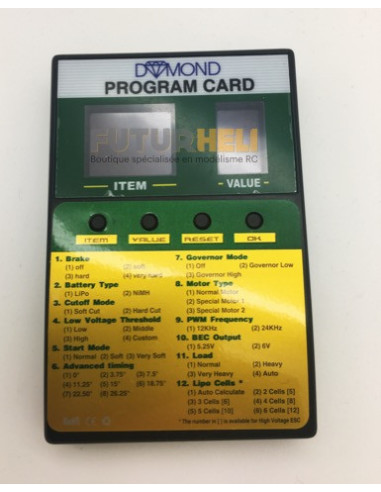 DYMOND
PROGRAM CARD
FUTURHELI
Boutique spécialisée en modélisme RC
ITEM
VALUE
ITEM
VALUE
RESET
OK
1. Brake
(1) off (2) soft
(3) hard (4) very hard
2. Battery Type
(1) LiPo (2) NiMH
3. Cutoff Mode
(1) Soft Cut (2) Hard Cut
4. Low Voltage Threshold
(1) Low (2) Middle
(3) High (4) Custom
5. Start Mode
(1) Normal (2) Soft (3) Very Soft
6. Advanced timing
(1) 0° (2) 3.75° (3) 7.5°
(4) 11.25° (5) 15° (6) 18.75°
(7) 22.50° (8) 26.25°
7. Governor Mode
(1) Off (2) Governor Low
(3) Governor High
8. Motor Type
(1) Normal Motor
(2) Special Motor 1
(3) Special Motor 2
9. PWM Frequency
(1) 12KHz (2) 24KHz
10. BEC Output
(1) 5.25V (2) 6V
11. Load
(1) Normal (2) Heavy
(3) Very Heavy (4) Auto
12. Lipo Cells *
(1) Auto Calculate (2) 2 Cells [5]
(3) 3 Cells [6] (4) 4 Cells [8]
(5) 5 Cells [10] (6) 6 Cells [12]
* The number in [ ] is available for High Voltage ESC